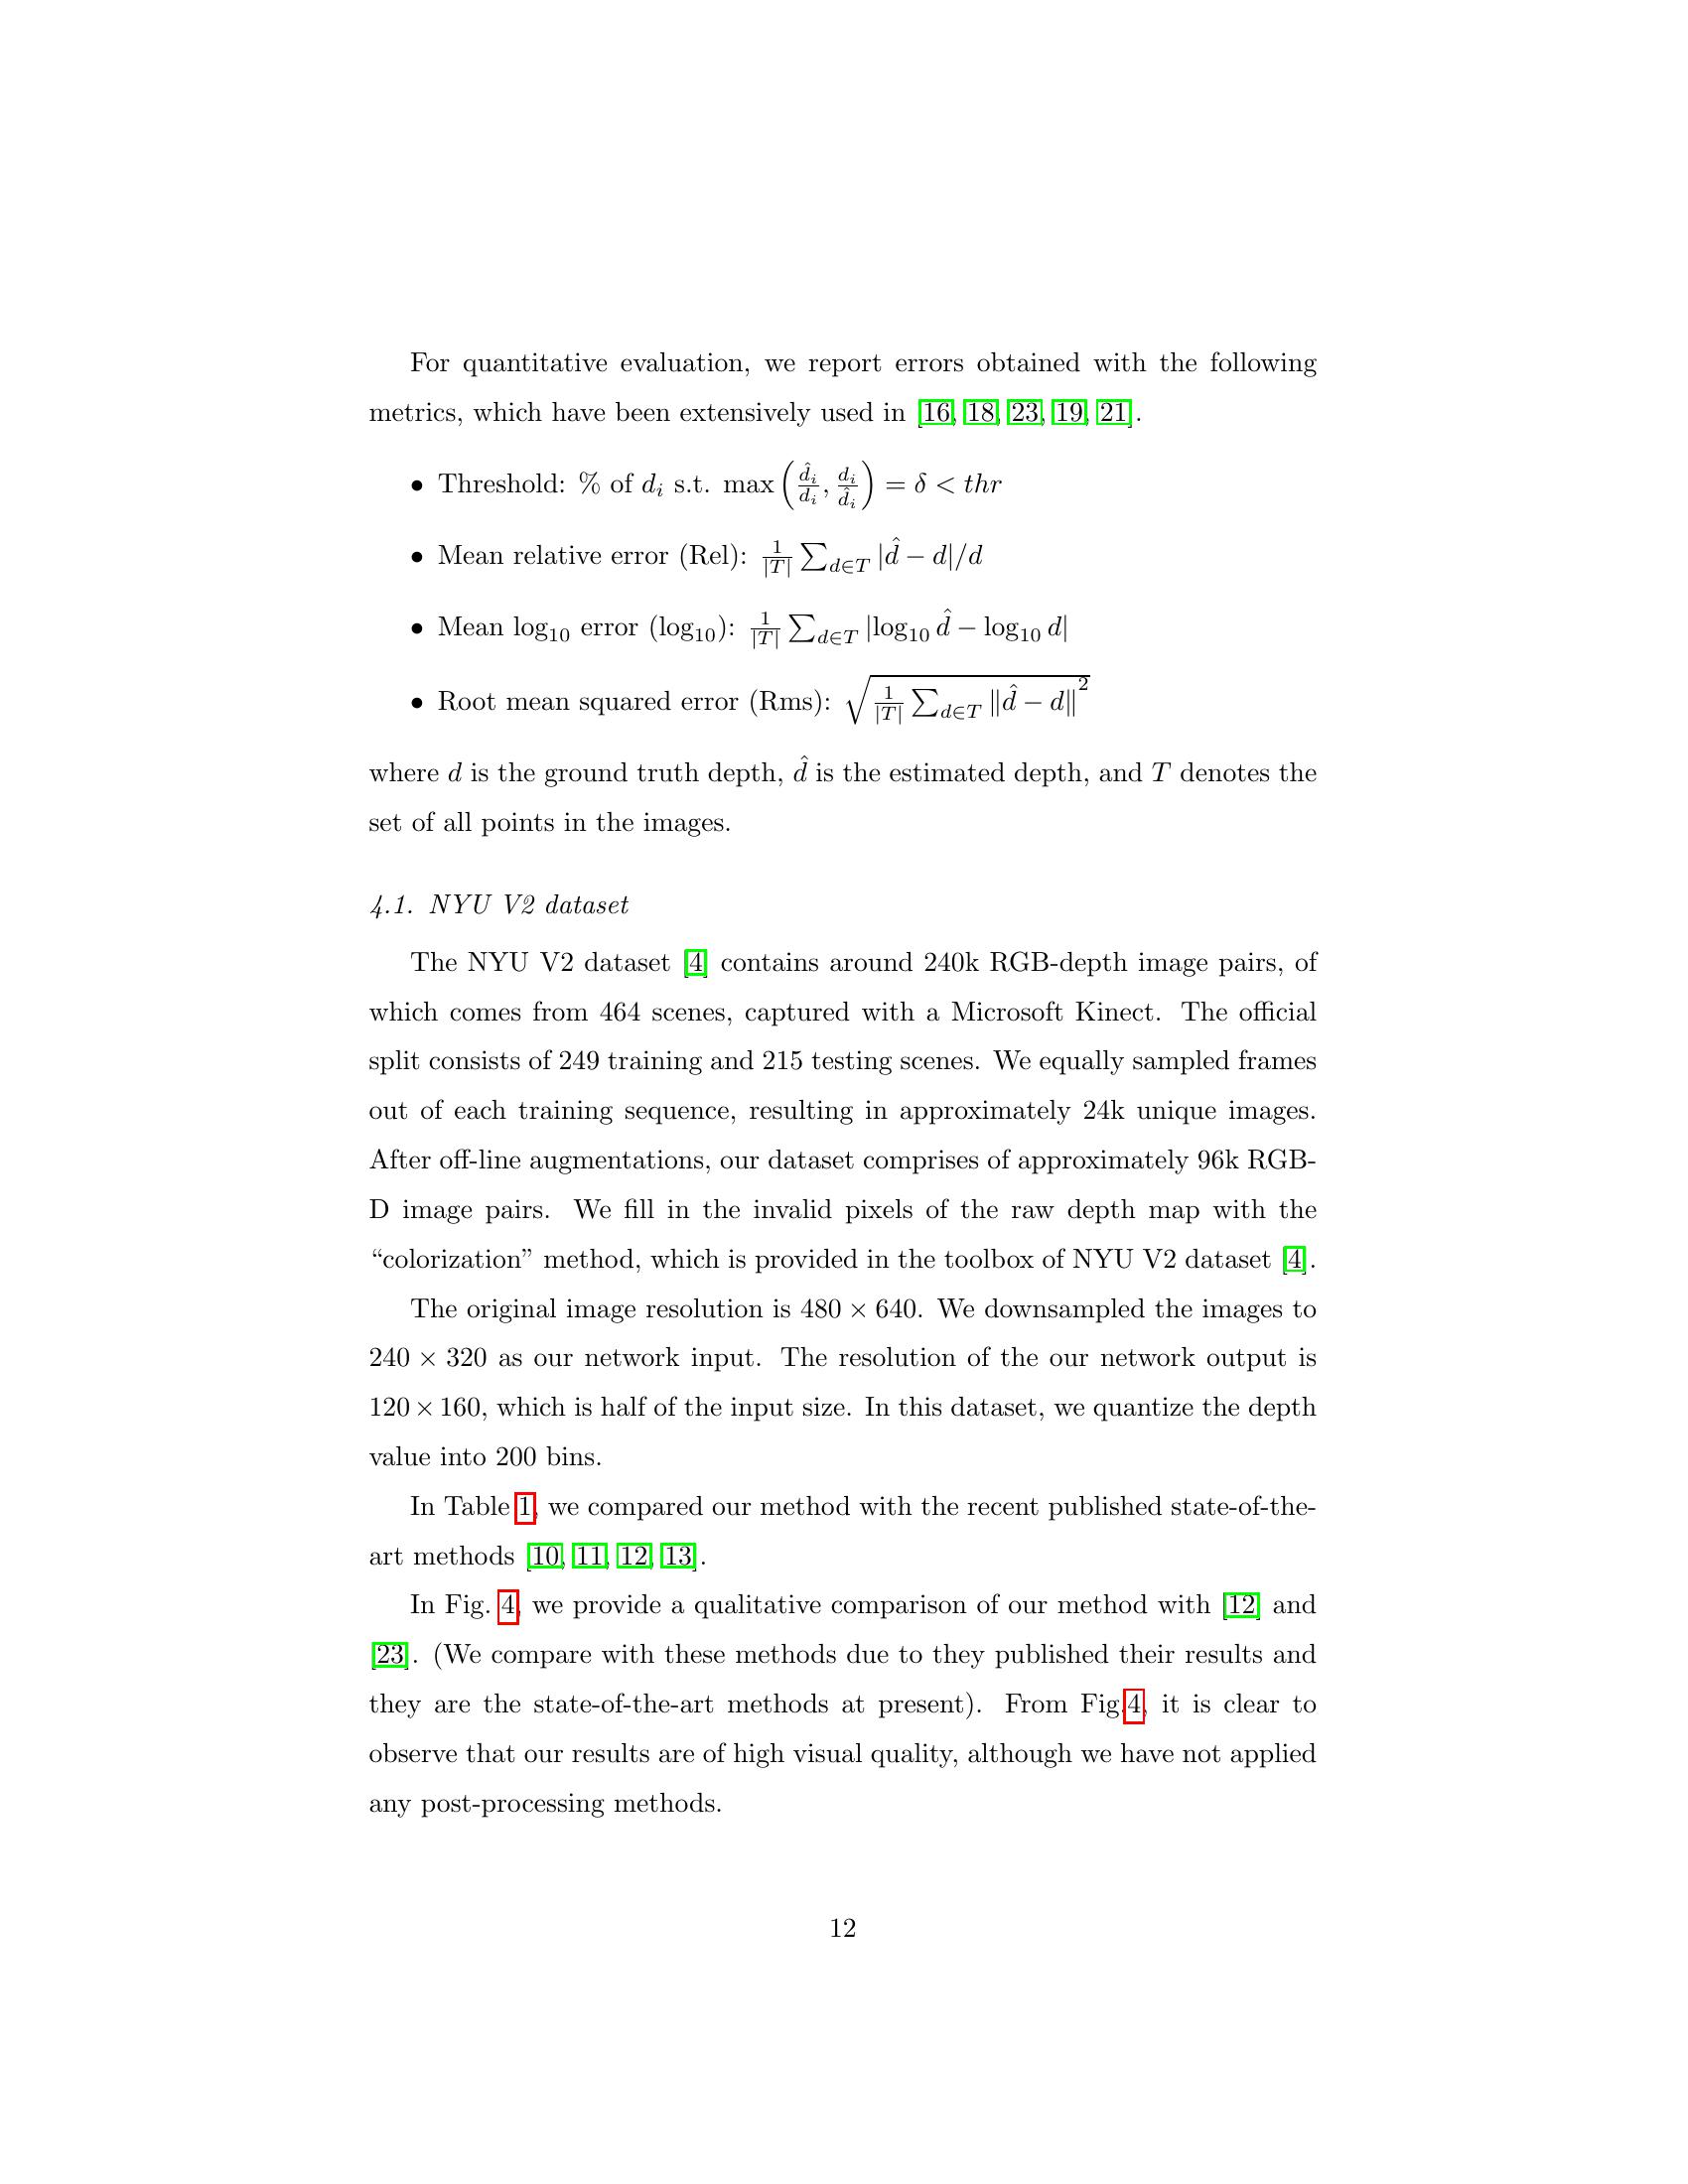 For quantitative evaluation, we report errors obtained with the following
metrics, which have been extensively used in [16, 18, 23, 19, 21].
• Threshold: % of $d_i$ s.t. $\max\left(\frac{\hat{d}_i}{d_i}, \frac{d_i}{\hat{d}_i}\right) = \delta < thr$
• Mean relative error (Rel): $\frac{1}{|T|}\sum_{d \in T} |\hat{d} - d|/d$
• Mean $\log_{10}$ error ($\log_{10}$): $\frac{1}{|T|}\sum_{d \in T} |\log_{10} \hat{d} - \log_{10} d|$
• Root mean squared error (Rms): $\sqrt{\frac{1}{|T|}\sum_{d \in T} \|\hat{d} - d\|^2}$
where $d$ is the ground truth depth, $\hat{d}$ is the estimated depth, and $T$ denotes the
set of all points in the images.
4.1. NYU V2 dataset
The NYU V2 dataset [4] contains around 240k RGB-depth image pairs, of
which comes from 464 scenes, captured with a Microsoft Kinect. The official
split consists of 249 training and 215 testing scenes. We equally sampled frames
out of each training sequence, resulting in approximately 24k unique images.
After off-line augmentations, our dataset comprises of approximately 96k RGB-
D image pairs. We fill in the invalid pixels of the raw depth map with the
“colorization” method, which is provided in the toolbox of NYU V2 dataset [4].
The original image resolution is 480 × 640. We downsampled the images to
240 × 320 as our network input. The resolution of the our network output is
120 × 160, which is half of the input size. In this dataset, we quantize the depth
value into 200 bins.
In Table 1, we compared our method with the recent published state-of-the-
art methods [10, 11, 12, 13].
In Fig. 4, we provide a qualitative comparison of our method with [12] and
[23]. (We compare with these methods due to they published their results and
they are the state-of-the-art methods at present). From Fig.4, it is clear to
observe that our results are of high visual quality, although we have not applied
any post-processing methods.
12